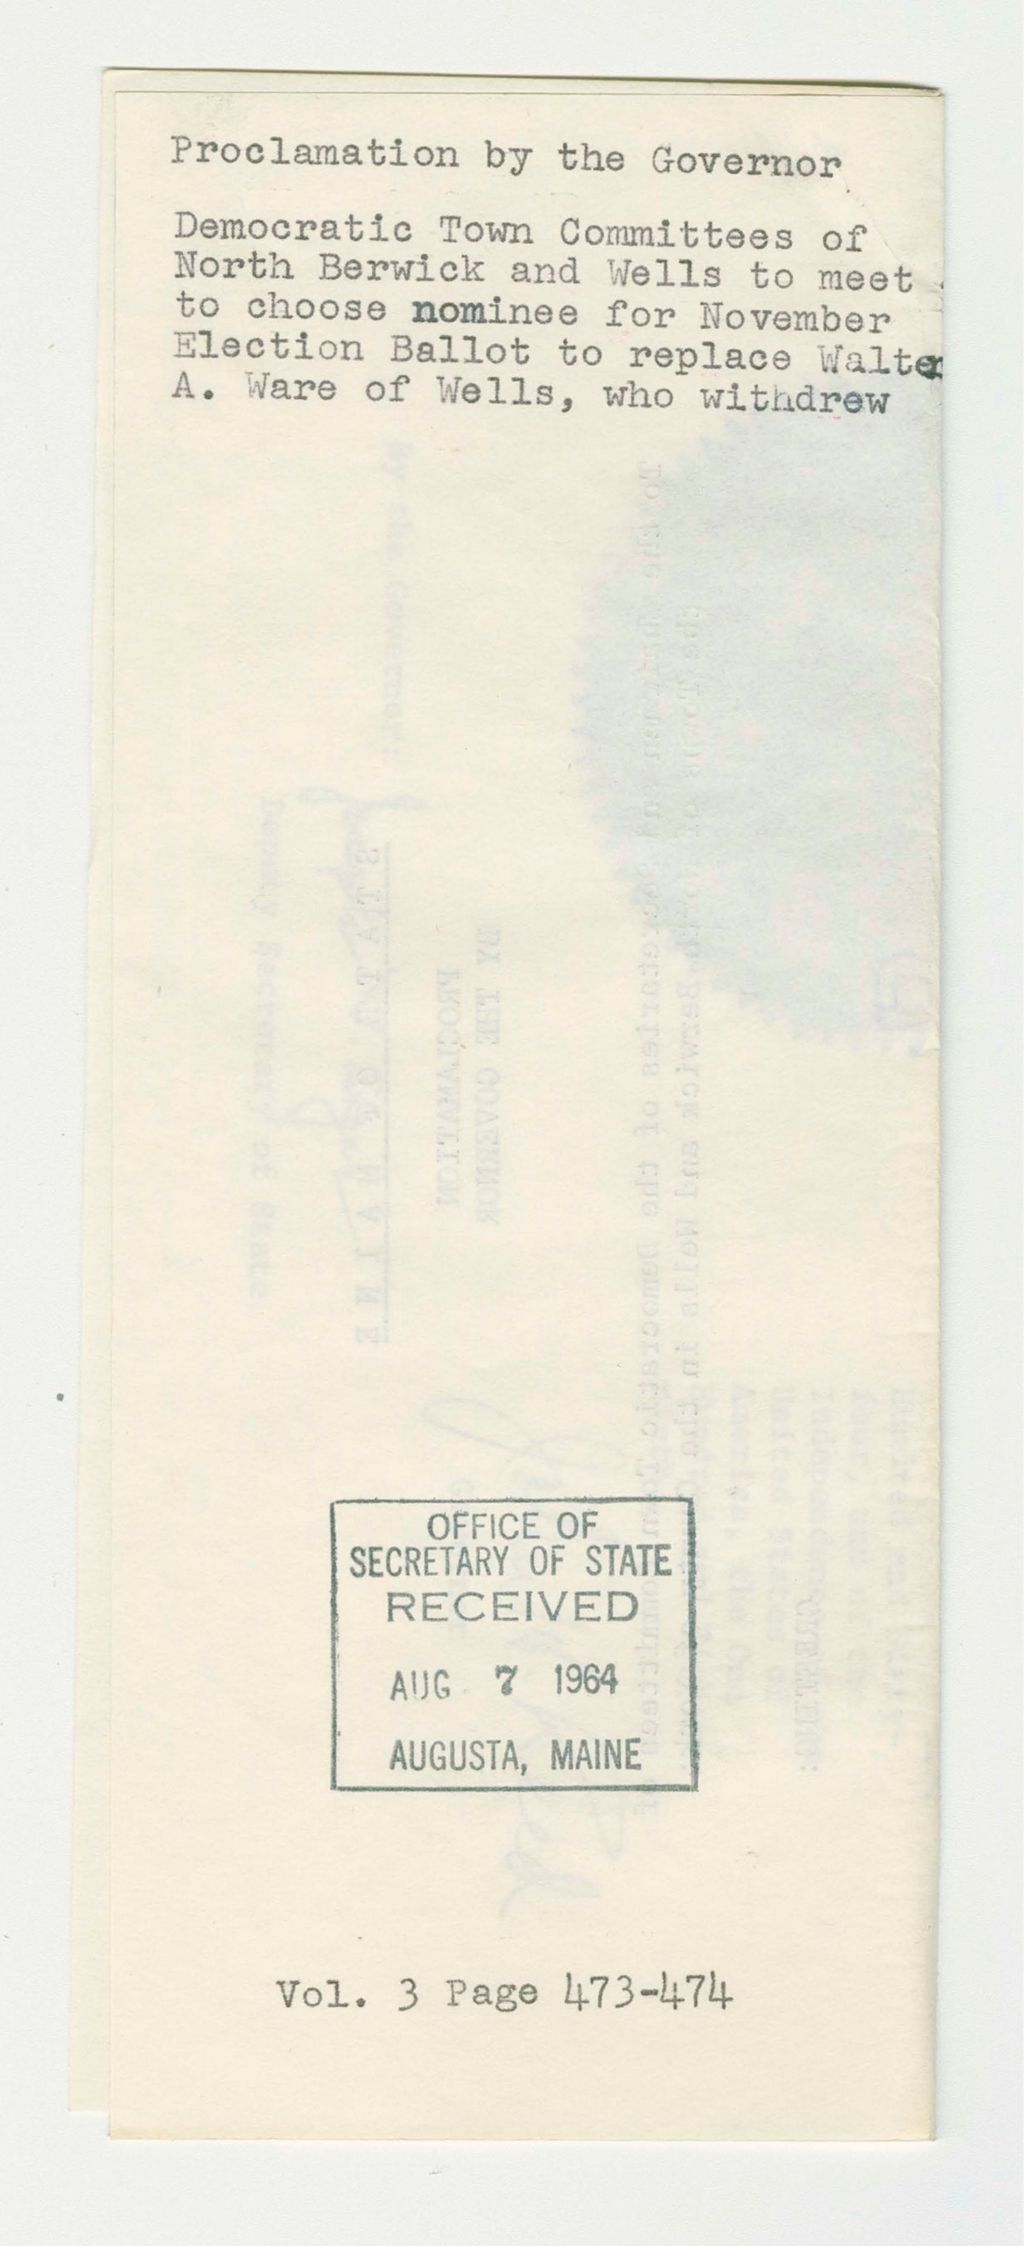 Proclamation by the Governor
Democratic Town Committees of
North Berwick and Wells to meet
to choose nominee for November
Election Ballot to replace Walter
A. Ware of Wells, who withdrew
OFFICE OF
SECRETARY OF STATE
RECEIVED
AUG 7 1964
AUGUSTA, MAINE
Vol. 3 Page 473-474